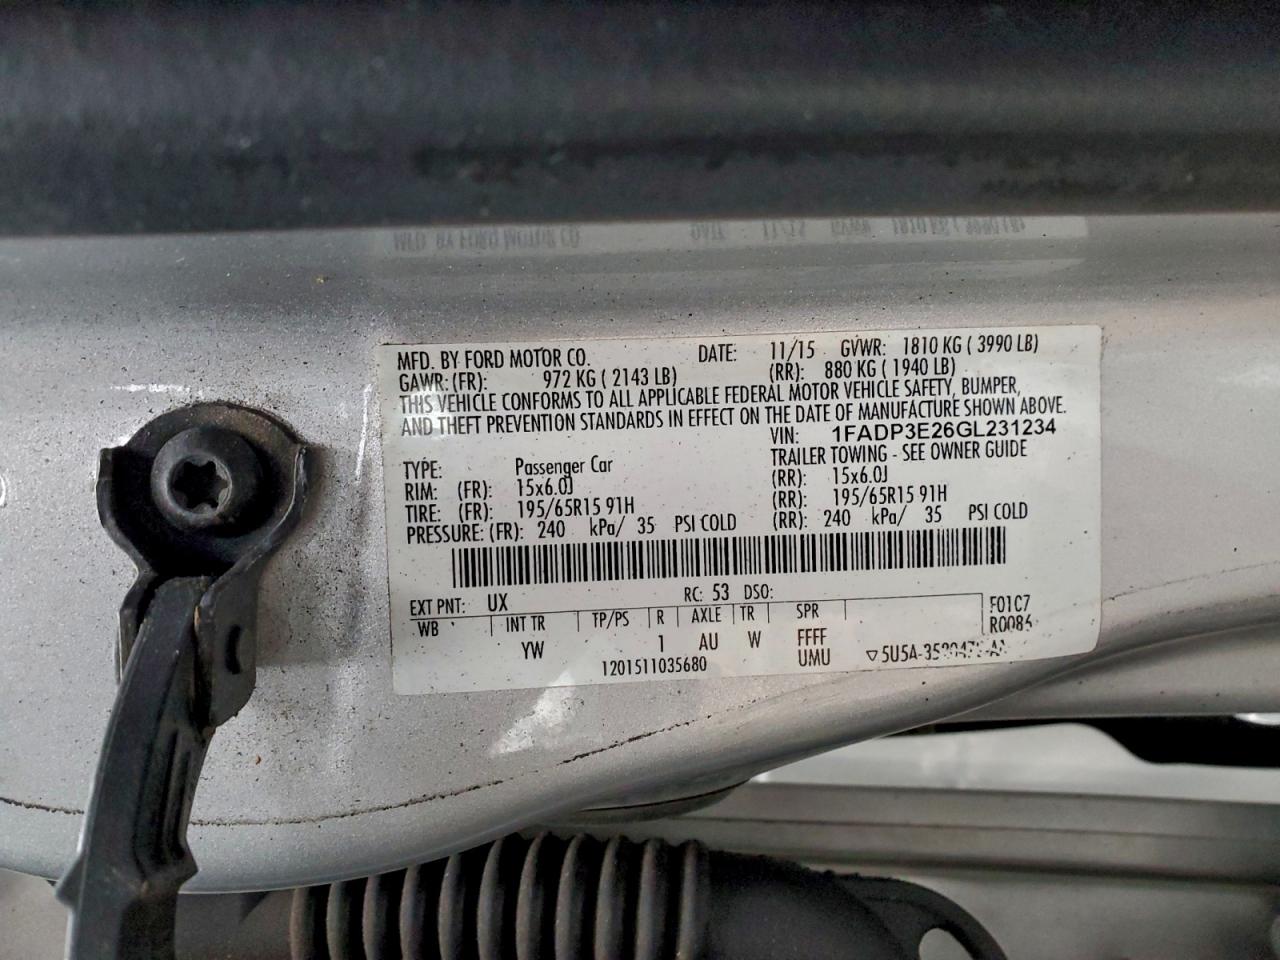 MFD. BY FORD MOTOR CO. DATE: 11/15 GVWR: 1810 KG ( 3990 LB)
GAWR: (FR): 972 KG ( 2143 LB) (RR): 880 KG ( 1940 LB)
THIS VEHICLE CONFORMS TO ALL APPLICABLE FEDERAL MOTOR VEHICLE SAFETY, BUMPER,
AND THEFT PREVENTION STANDARDS IN EFFECT ON THE DATE OF MANUFACTURE SHOWN ABOVE.
VIN: 1FADP3E26GL231234
TYPE: Passenger Car TRAILER TOWING - SEE OWNER GUIDE
RIM: (FR): 15x6.0J (RR): 15x6.0J
TIRE: (FR): 195/65R15 91H (RR): 195/65R15 91H
PRESSURE: (FR): 240 kPa/ 35 PSI COLD (RR): 240 kPa/ 35 PSI COLD
EXT PNT: UX RC: 53 DSO:
WB INT TR TP/PS R AXLE TR SPR F01C7
YW 1 AU W FFFF
1201511035680 UMU